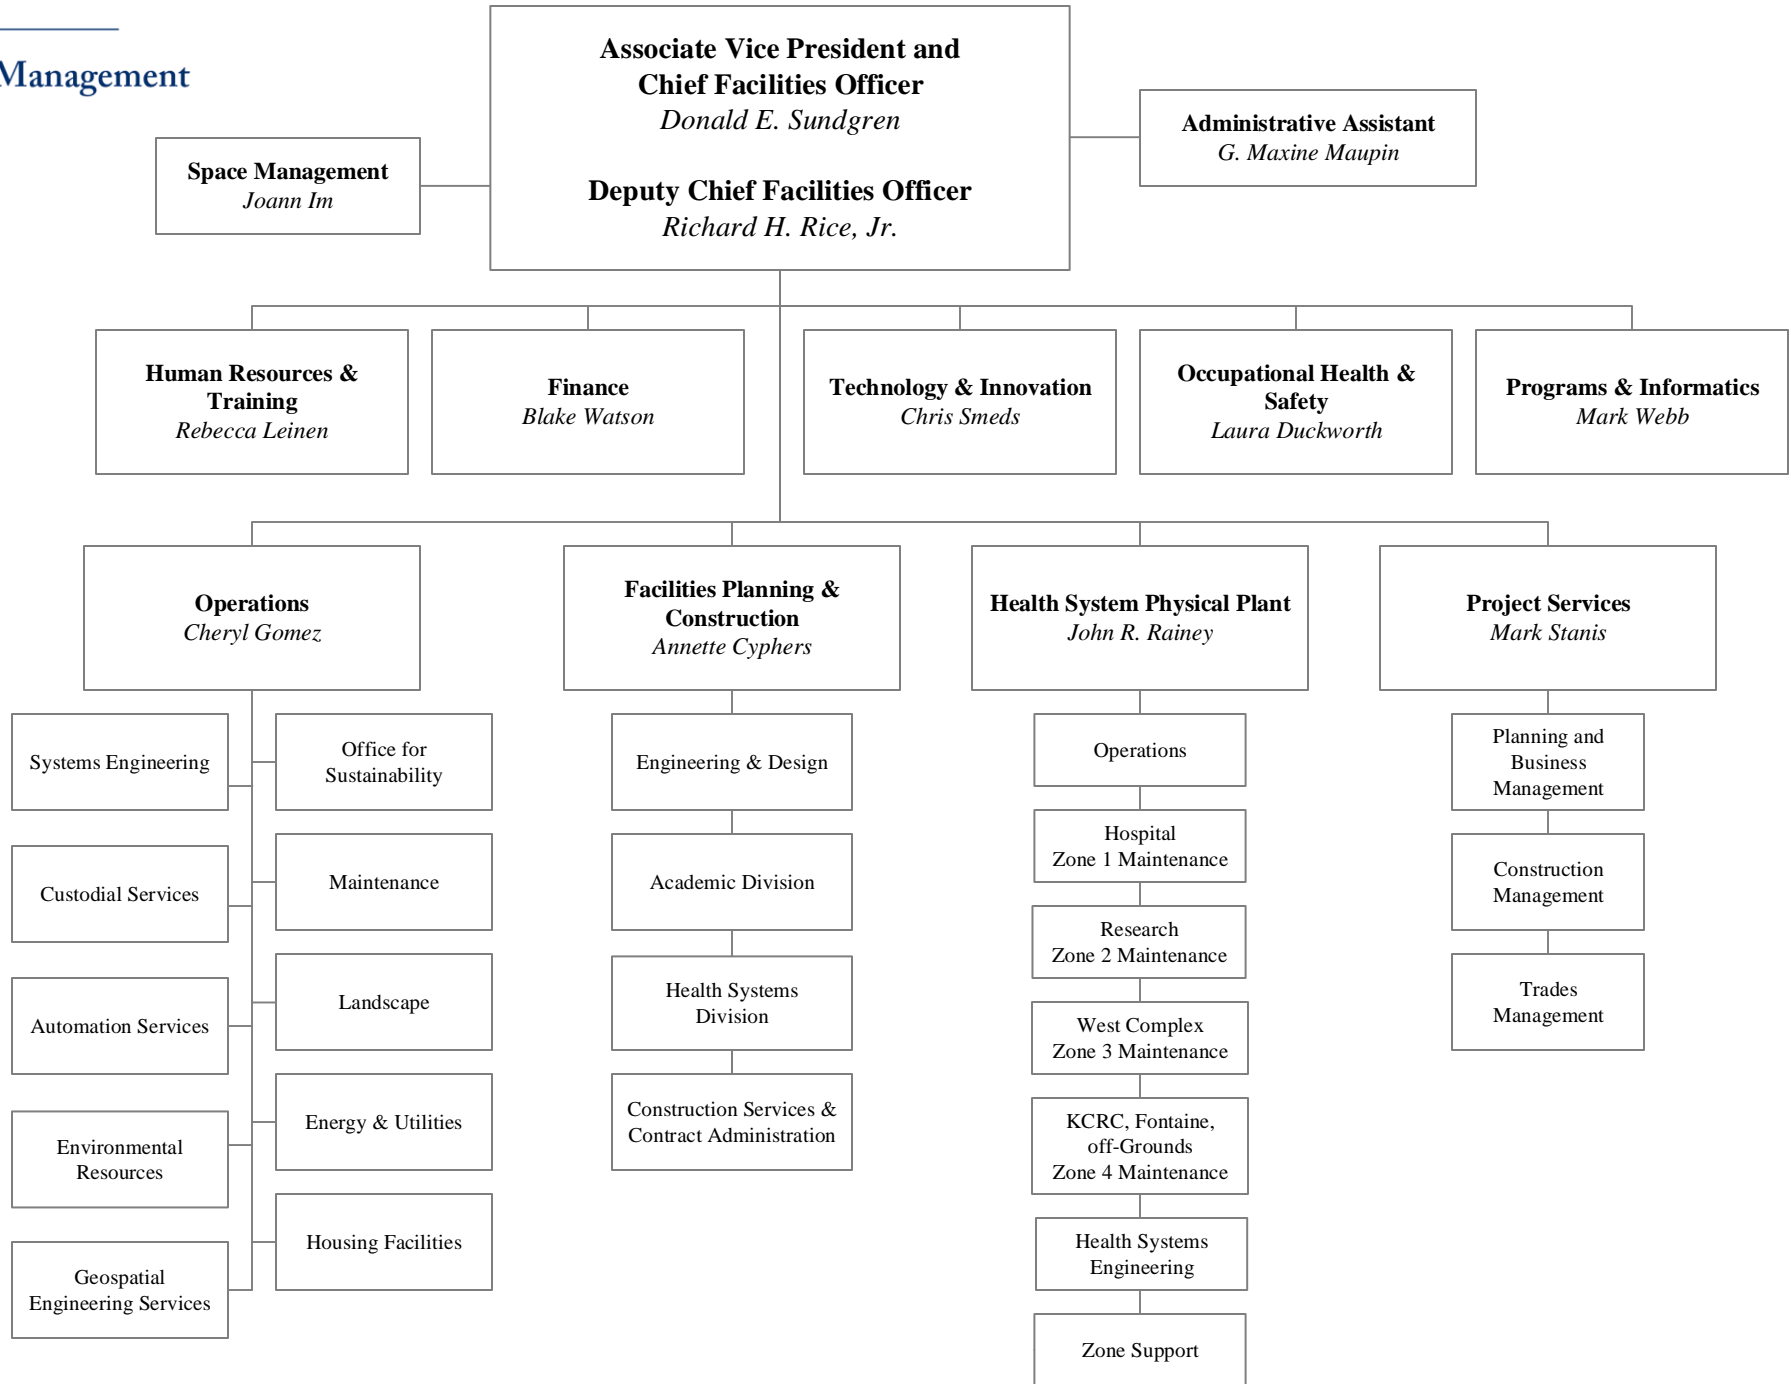 Management
Associate Vice President and
Chief Facilities Officer
Donald E. Sundgren
Deputy Chief Facilities Officer
Richard H. Rice, Jr.
Administrative Assistant
G. Maxine Maupin
Space Management
Joann Im
Human Resources &
Training
Rebecca Leinen
Finance
Blake Watson
Technology & Innovation
Chris Smeds
Occupational Health &
Safety
Laura Duckworth
Programs & Informatics
Mark Webb
Operations
Cheryl Gomez
Facilities Planning &
Construction
Annette Cyphers
Health System Physical Plant
John R. Rainey
Project Services
Mark Stanis
Systems Engineering
Custodial Services
Automation Services
Environmental
Resources
Geospatial
Engineering Services
Office for
Sustainability
Maintenance
Landscape
Energy & Utilities
Housing Facilities
Engineering & Design
Academic Division
Health Systems
Division
Construction Services &
Contract Administration
Operations
Hospital
Zone 1 Maintenance
Research
Zone 2 Maintenance
West Complex
Zone 3 Maintenance
KCRC, Fontaine,
off-Grounds
Zone 4 Maintenance
Health Systems
Engineering
Zone Support
Planning and
Business
Management
Construction
Management
Trades
Management